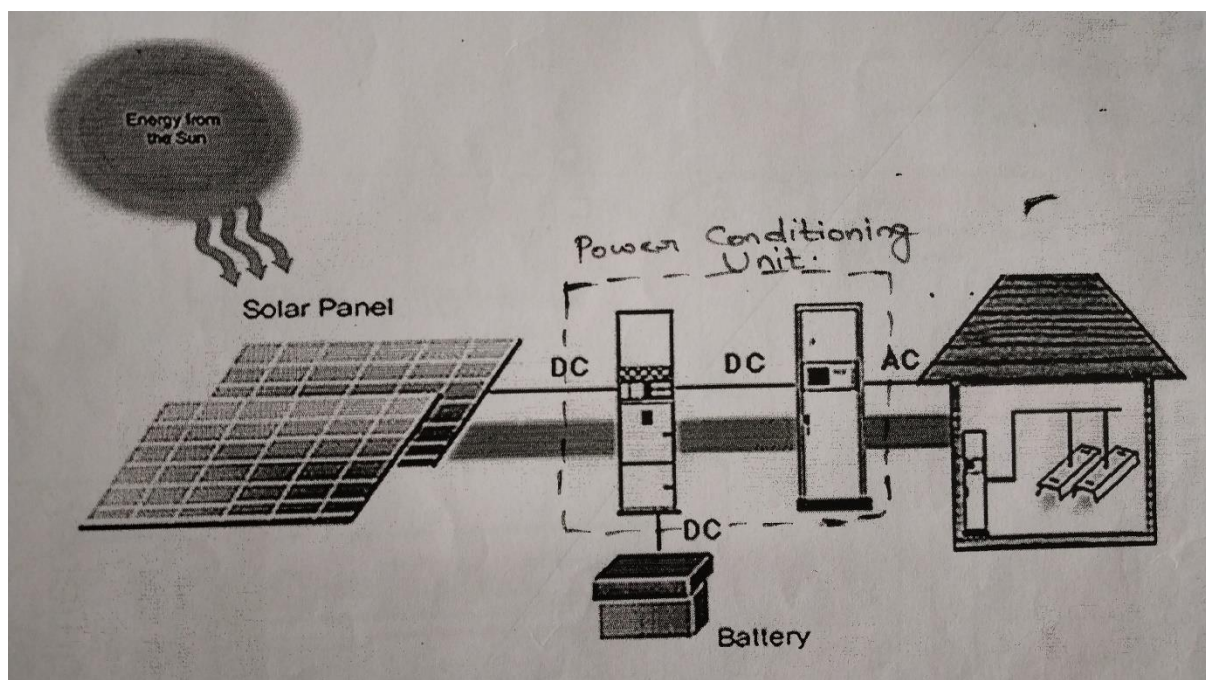 Energy from
the Sun
Solar Panel
Power Conditioning
Unit.
DC
DC
AC
DC
Battery